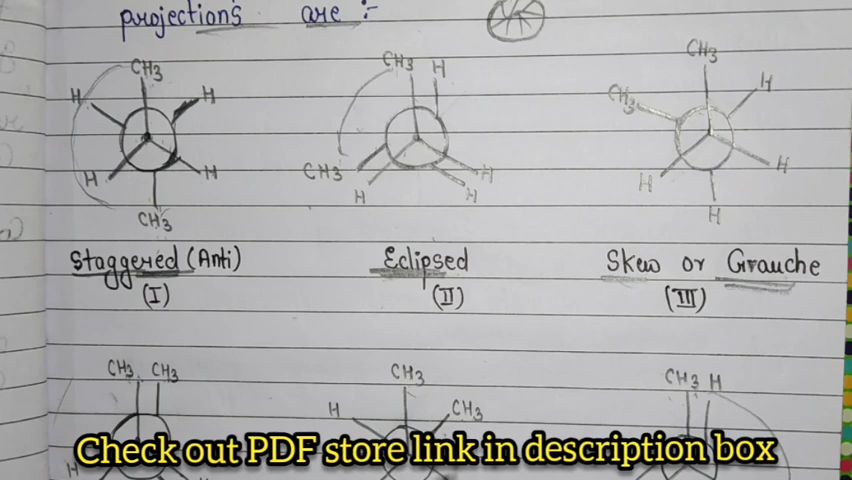 projections are :-
CH3 CH3 H CH3
H H CH3 H
H H CH3 H H H H H
CH3 H
Staggered (Anti) Eclipsed Skew or Grauche
(I) (II) (III)
CH3 CH3 CH3 CH3 H
H CH3
Check out PDF store link in description box
H